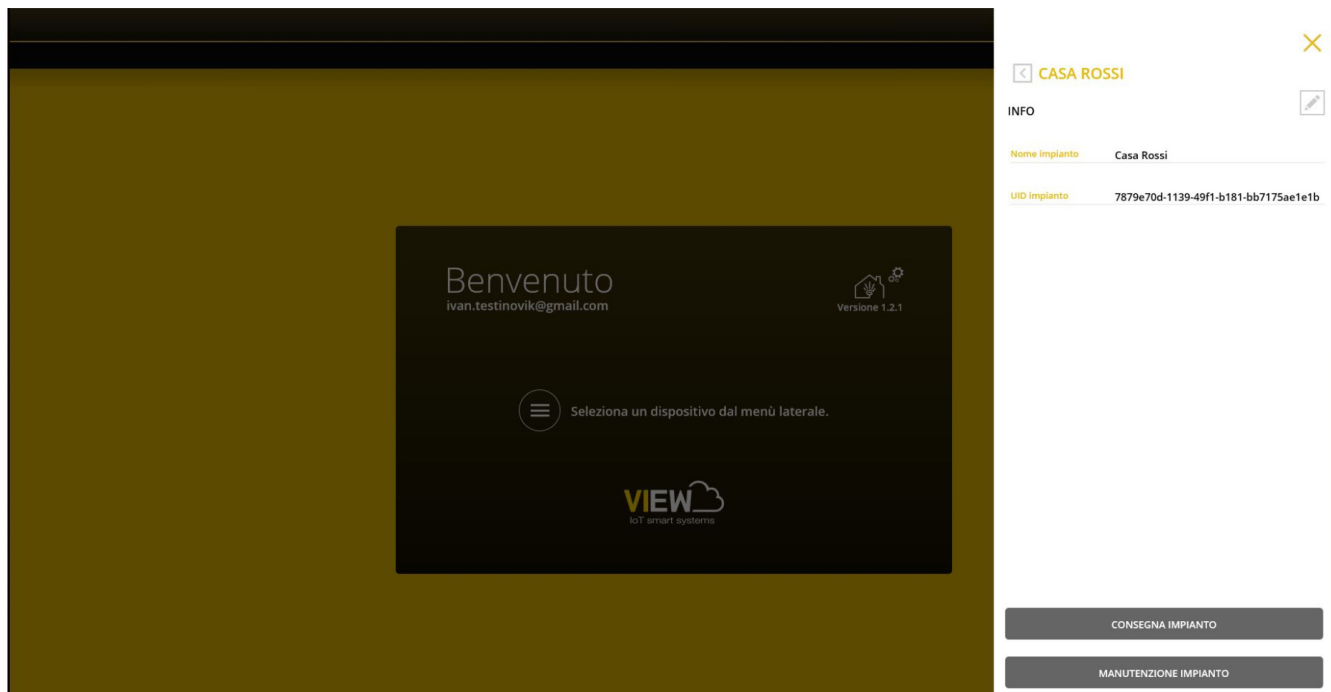 CASA ROSSI
INFO
Nome impianto Casa Rossi
UID impianto 7879e70d-1139-49f1-b181-bb7175ae1e1b
Benvenuto
ivan.testinovik@gmail.com
Versione 1.2.1
Seleziona un dispositivo dal menù laterale.
VIEW
IoT smart systems
CONSEGNA IMPIANTO
MANUTENZIONE IMPIANTO